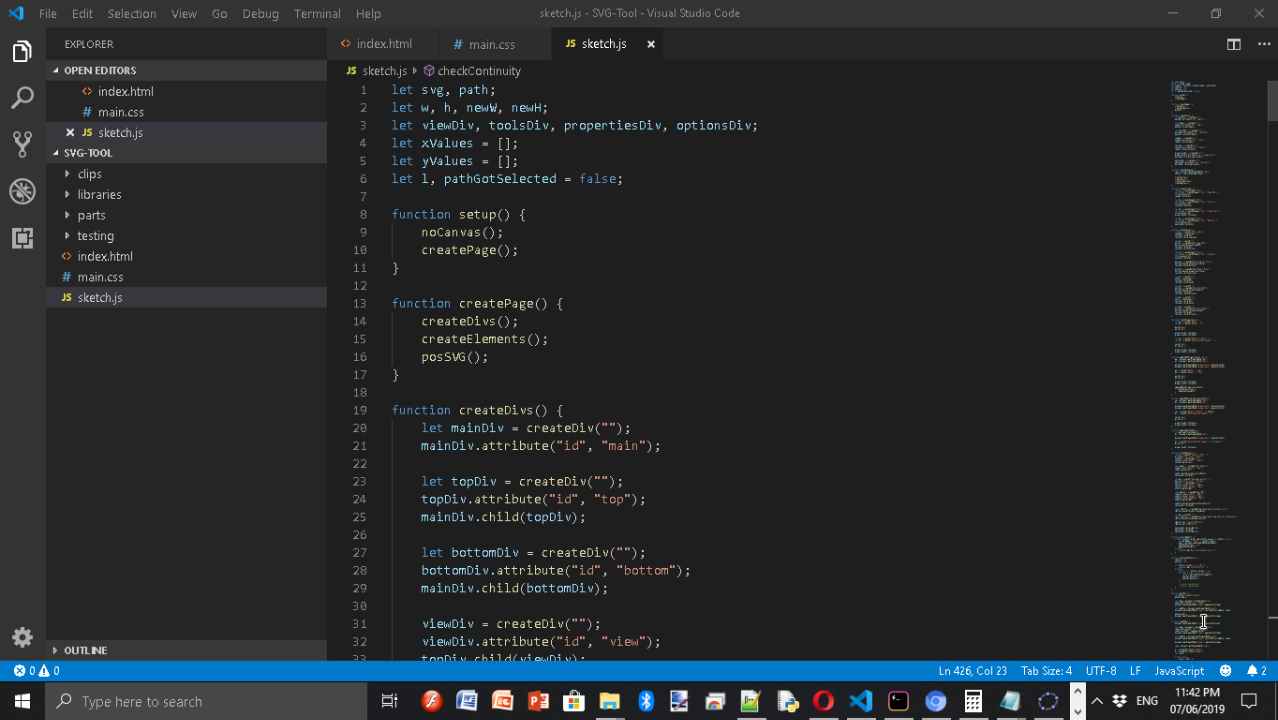 File Edit Selection View Go Debug Terminal Help
sketch.js - SVG-Tool - Visual Studio Code
EXPLORER
OPEN EDITORS
index.html
main.css
sketch.js
SVG-TOOL
clips
libraries
parts
testing
index.html
main.css
JS sketch.js
OUTLINE
index.html
# main.css
JS sketch.js
JS sketch.js checkContinuity
1 let svg, path;
2 let w, h, newW, newH;
3 let viewDiv, toolsDiv, propertiesDiv, optionsDiv;
4 let xValues = [];
5 let yValues = [];
6 let l, pathGotSelected = false;
7
8 function setup() {
9 noCanvas();
10 createPage();
11 }
12
13 function createPage() {
14 createDivs();
15 createElements();
16 posSVG();
17 }
18
19 function createDivs() {
20 let mainDiv = createDiv("");
21 mainDiv.attribute("id", "main");
22
23 let topDiv = createDiv("");
24 topDiv.attribute("id", "top");
25 mainDiv.child(topDiv);
26
27 let bottomDiv = createDiv("");
28 bottomDiv.attribute("id", "bottom");
29 mainDiv.child(bottomDiv);
30
31 viewDiv = createDiv("");
32 viewDiv.attribute("id", "view");
topDiv.child(viewDiv);
0 0
Ln 426, Col 23 Tab Size: 4 UTF-8 LF JavaScript 2
Type here to search
ENG
11:42 PM
07/06/2019